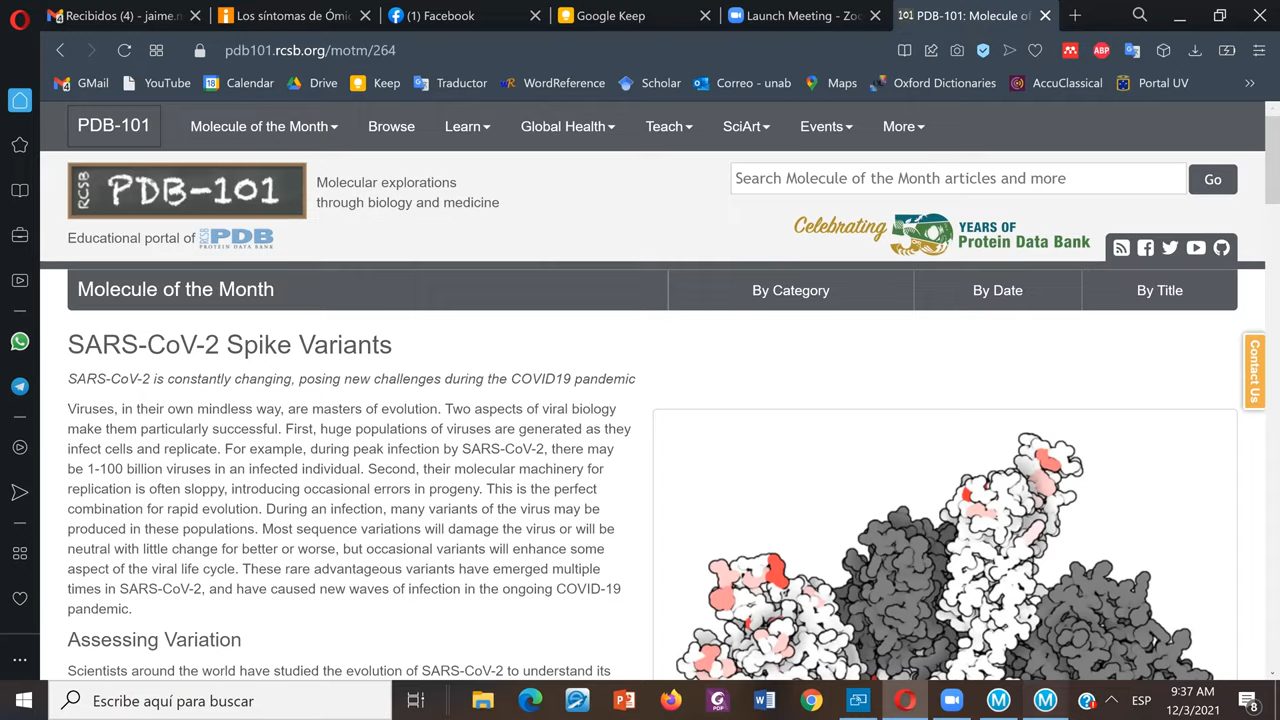 Recibidos (4) - jaime.n
Los síntomas de Ómic
(1) Facebook
Google Keep
Launch Meeting - Zoo
101 PDB-101: Molecule of
pdb101.rcsb.org/motm/264
ABP
GMail YouTube 18 Calendar Drive Keep Traductor WordReference Scholar Correo - unab Maps Oxford Dictionaries AccuClassical Portal UV
PDB-101 Molecule of the Month Browse Learn Global Health Teach SciArt Events More
RCSB PDB-101
Molecular explorations
through biology and medicine
Search Molecule of the Month articles and more Go
Educational portal of RCSB PDB PROTEIN DATA BANK
Celebrating 50 YEARS OF
Protein Data Bank
Molecule of the Month By Category By Date By Title
SARS-CoV-2 Spike Variants
Contact Us
SARS-CoV-2 is constantly changing, posing new challenges during the COVID19 pandemic
Viruses, in their own mindless way, are masters of evolution. Two aspects of viral biology
make them particularly successful. First, huge populations of viruses are generated as they
infect cells and replicate. For example, during peak infection by SARS-CoV-2, there may
be 1-100 billion viruses in an infected individual. Second, their molecular machinery for
replication is often sloppy, introducing occasional errors in progeny. This is the perfect
combination for rapid evolution. During an infection, many variants of the virus may be
produced in these populations. Most sequence variations will damage the virus or will be
neutral with little change for better or worse, but occasional variants will enhance some
aspect of the viral life cycle. These rare advantageous variants have emerged multiple
times in SARS-CoV-2, and have caused new waves of infection in the ongoing COVID-19
pandemic.
Assessing Variation
Scientists around the world have studied the evolution of SARS-CoV-2 to understand its
Escribe aquí para buscar
ESP
9:37 AM
12/3/2021
8